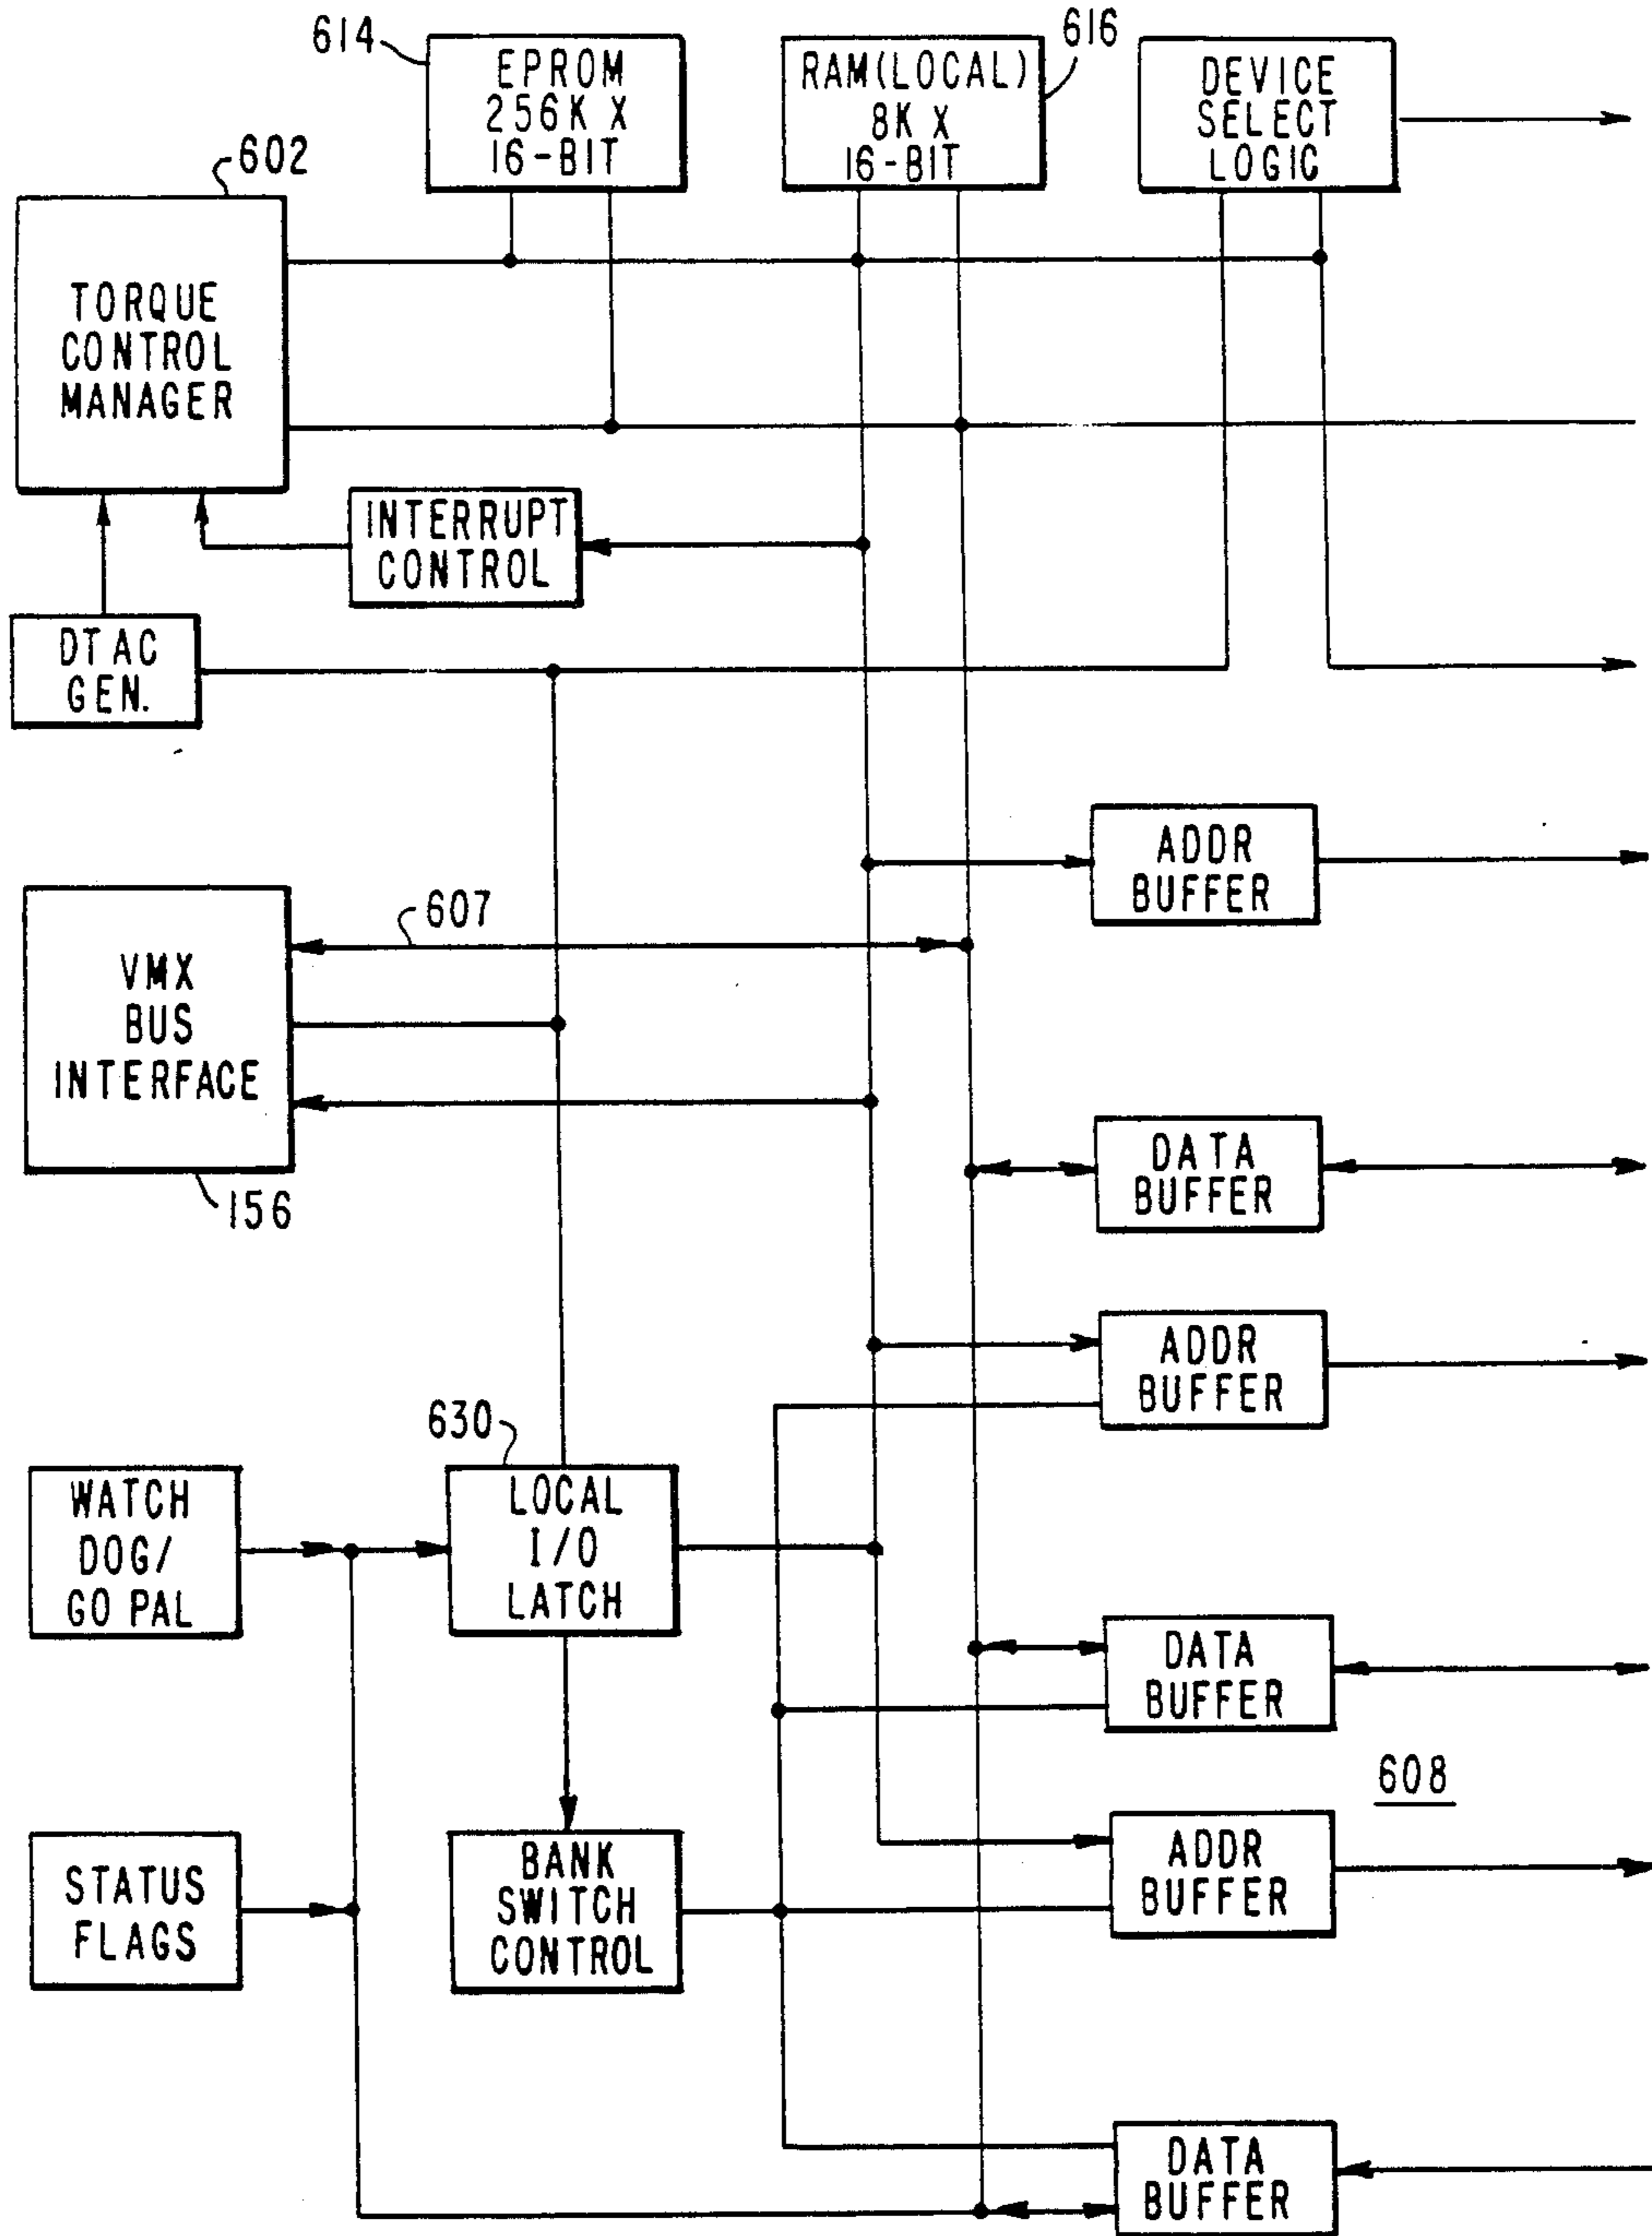 614
EPROM
256K X
16-BIT
RAM(LOCAL)
8K X
16-BIT
616
DEVICE
SELECT
LOGIC
602
TORQUE
CONTROL
MANAGER
INTERRUPT
CONTROL
DTAC
GEN.
ADDR
BUFFER
607
VMX
BUS
INTERFACE
156
DATA
BUFFER
ADDR
BUFFER
630
WATCH
DOG/
GO PAL
LOCAL
I/O
LATCH
DATA
BUFFER
608
STATUS
FLAGS
BANK
SWITCH
CONTROL
ADDR
BUFFER
DATA
BUFFER